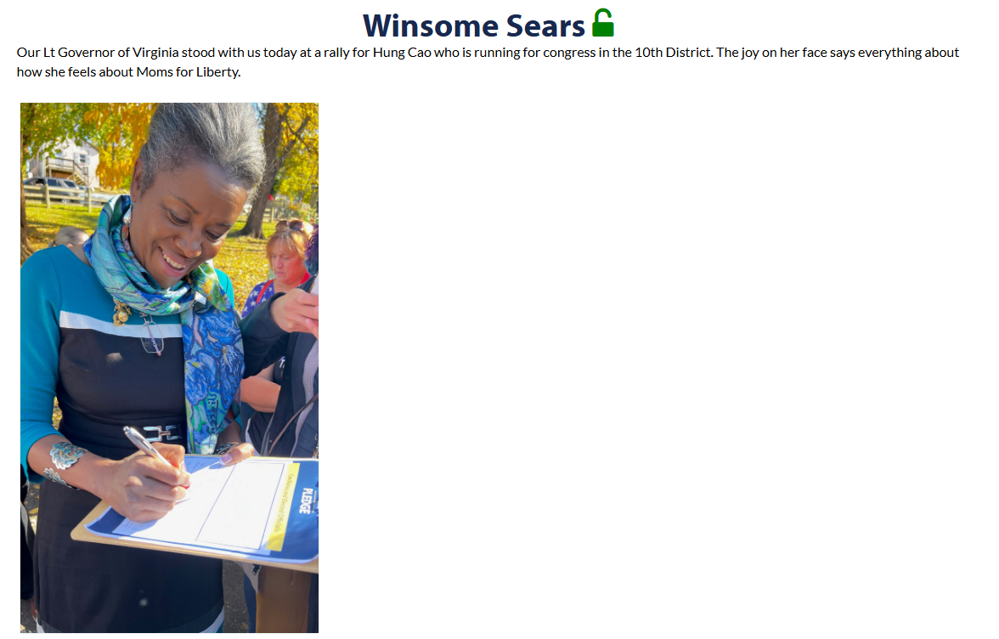 Winsome Sears
Our Lt Governor of Virginia stood with us today at a rally for Hung Cao who is running for congress in the 10th District. The joy on her face says everything about
how she feels about Moms for Liberty.
PLEDGE